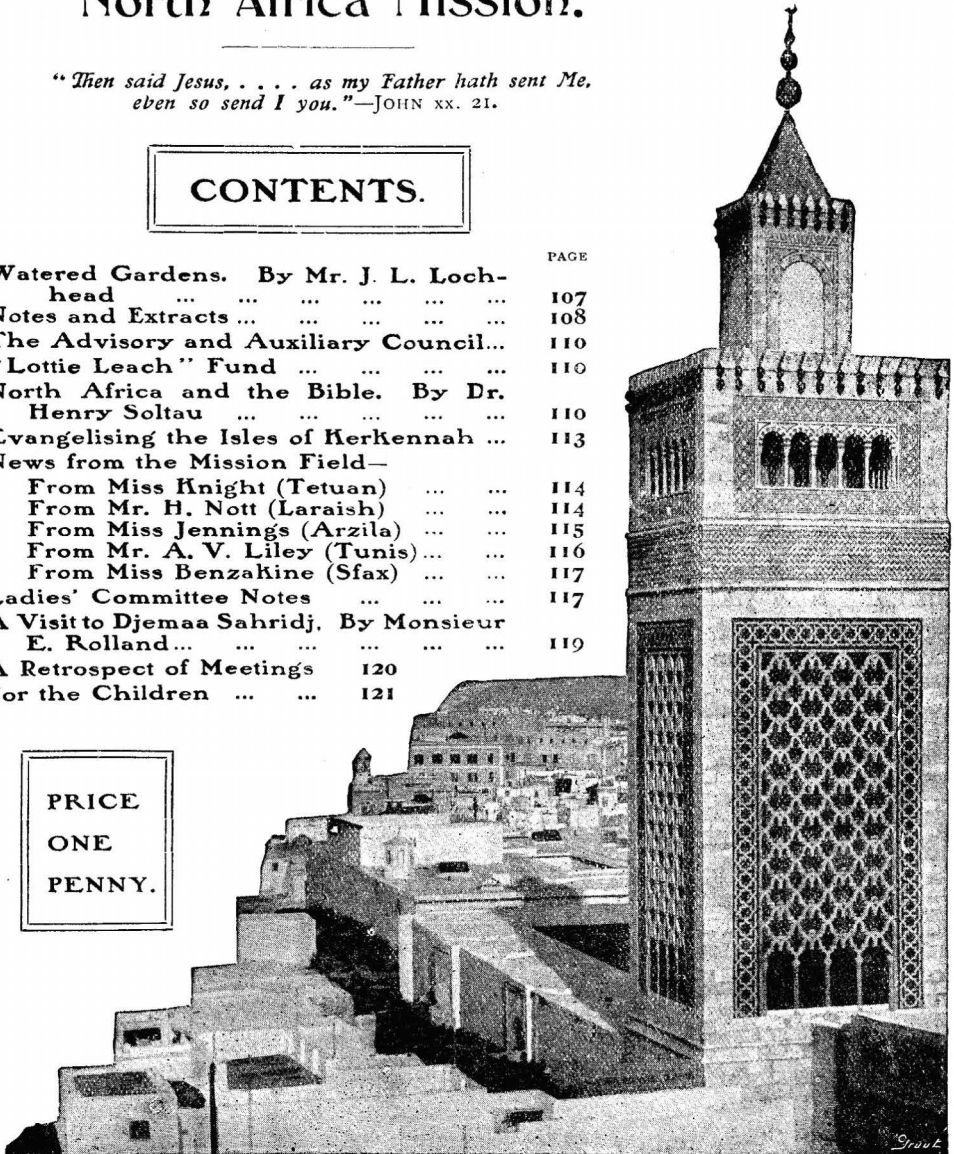 North Africa Mission.
"Then said Jesus, . . . . as my Father hath sent Me,
even so send I you."—JOHN xx. 21.
CONTENTS.
PAGE
Watered Gardens. By Mr. J. L. Loch-
head ... ... ... ... ... ... 107
Notes and Extracts ... ... ... ... ... 108
The Advisory and Auxiliary Council... 110
"Lottie Leach" Fund ... ... ... ... 110
North Africa and the Bible. By Dr.
Henry Soltau ... ... ... ... ... 110
Evangelising the Isles of Kerkennah ... 113
News from the Mission Field—
From Miss Knight (Tetuan) ... ... 114
From Mr. H. Nott (Laraish) ... ... 114
From Miss Jennings (Arzila) ... ... 115
From Mr. A. V. Liley (Tunis)... ... 116
From Miss Benzakine (Sfax) ... ... 117
Ladies' Committee Notes ... ... ... 117
A Visit to Djemaa Sahridj. By Monsieur
E. Rolland... ... ... ... ... ... 119
A Retrospect of Meetings 120
For the Children ... ... 121
PRICE
ONE
PENNY.